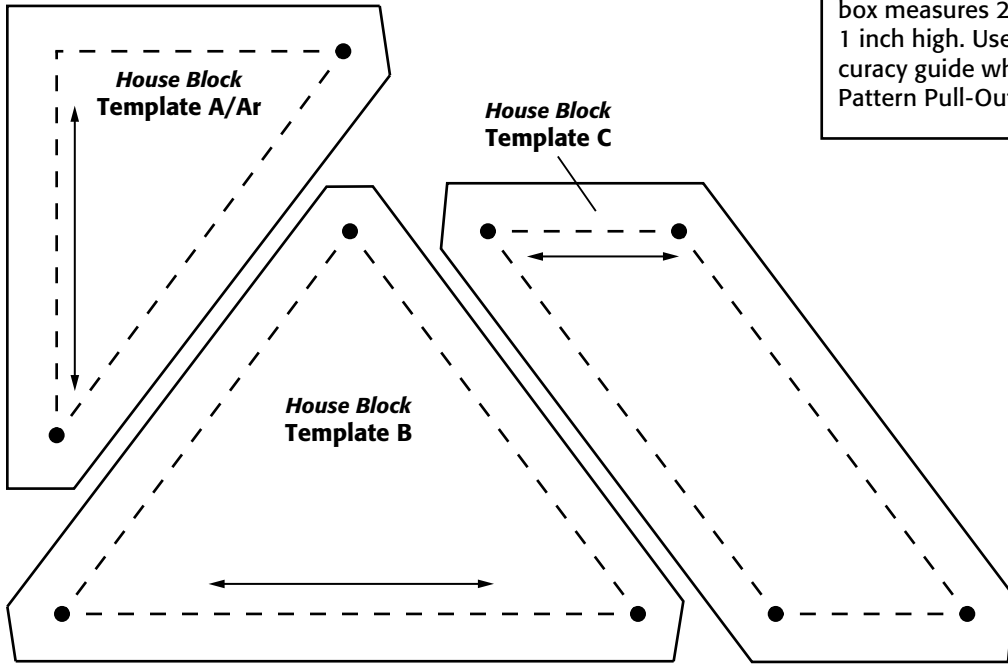 House Block
Template A/Ar
House Block
Template C
House Block
Template B
box measures 2
1 inch high. Use
curacy guide wh
Pattern Pull-Out